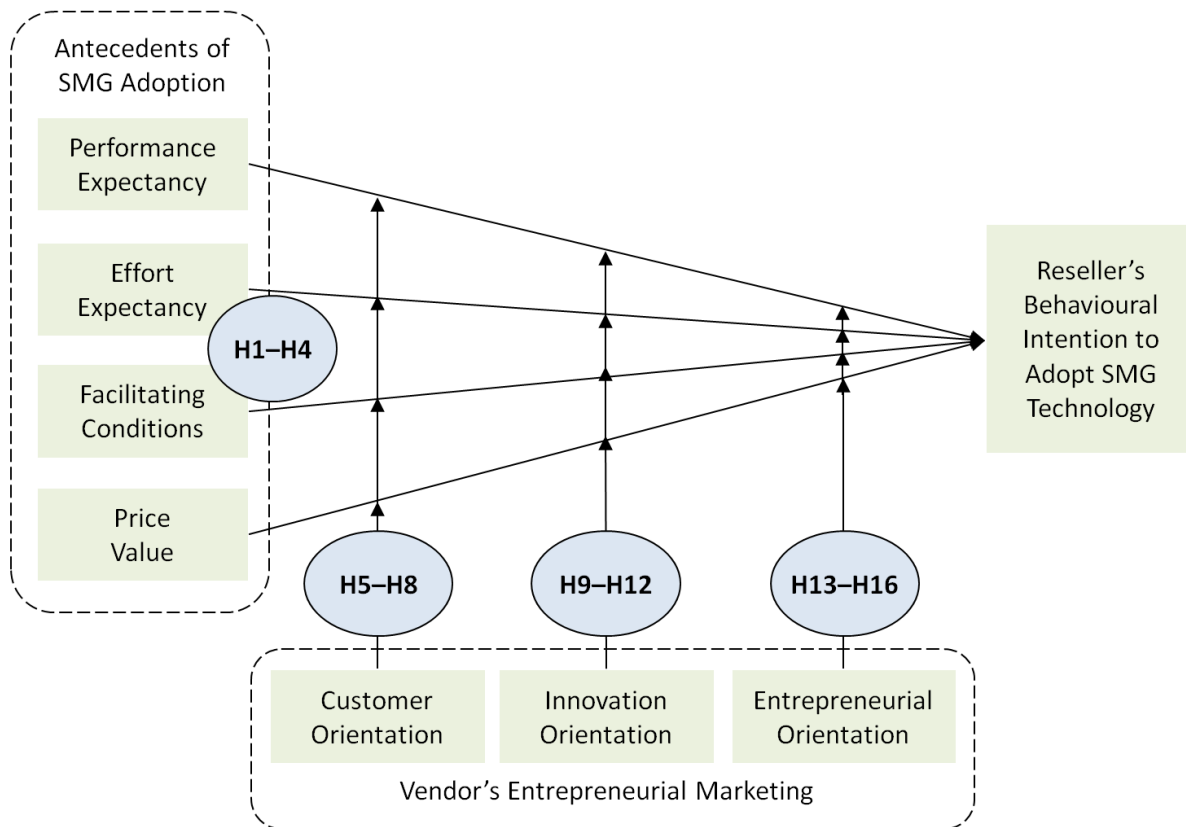 Antecedents of
SMG Adoption
Performance
Expectancy
Effort
Expectancy
H1–H4
Facilitating
Conditions
Price
Value
Reseller’s
Behavioural
Intention to
Adopt SMG
Technology
H5–H8
H9–H12
H13–H16
Customer
Orientation
Innovation
Orientation
Entrepreneurial
Orientation
Vendor’s Entrepreneurial Marketing